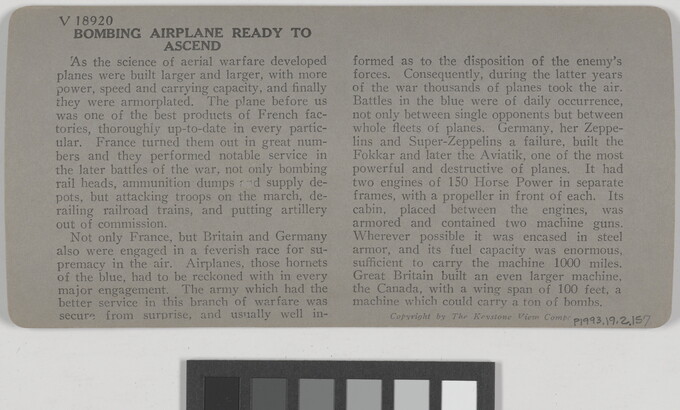 V 18920
BOMBING AIRPLANE READY TO
ASCEND
As the science of aerial warfare developed
planes were built larger and larger, with more
power, speed and carrying capacity, and finally
they were armorplated. The plane before us
was one of the best products of French fac-
tories, thoroughly up-to-date in every partic-
ular. France turned them out in great num-
bers and they performed notable service in
the later battles of the war, not only bombing
rail heads, ammunition dumps and supply de-
pots, but attacking troops on the march, de-
railing railroad trains, and putting artillery
out of commission.
Not only France, but Britain and Germany
also were engaged in a feverish race for su-
premacy in the air. Airplanes, those hornets
of the blue, had to be reckoned with in every
major engagement. The army which had the
better service in this branch of warfare was
secure from surprise, and usually well in-
formed as to the disposition of the enemy's
forces. Consequently, during the latter years
of the war thousands of planes took the air.
Battles in the blue were of daily occurrence,
not only between single opponents but between
whole fleets of planes. Germany, her Zeppe-
lins and Super-Zeppelins a failure, built the
Fokkar and later the Aviatik, one of the most
powerful and destructive of planes. It had
two engines of 150 Horse Power in separate
frames, with a propeller in front of each. Its
cabin, placed between the engines, was
armored and contained two machine guns.
Wherever possible it was encased in steel
armor, and its fuel capacity was enormous,
sufficient to carry the machine 1000 miles.
Great Britain built an even larger machine,
the Canada, with a wing span of 100 feet, a
machine which could carry a ton of bombs.
Copyright by The Keystone View
P1993.19.2.157